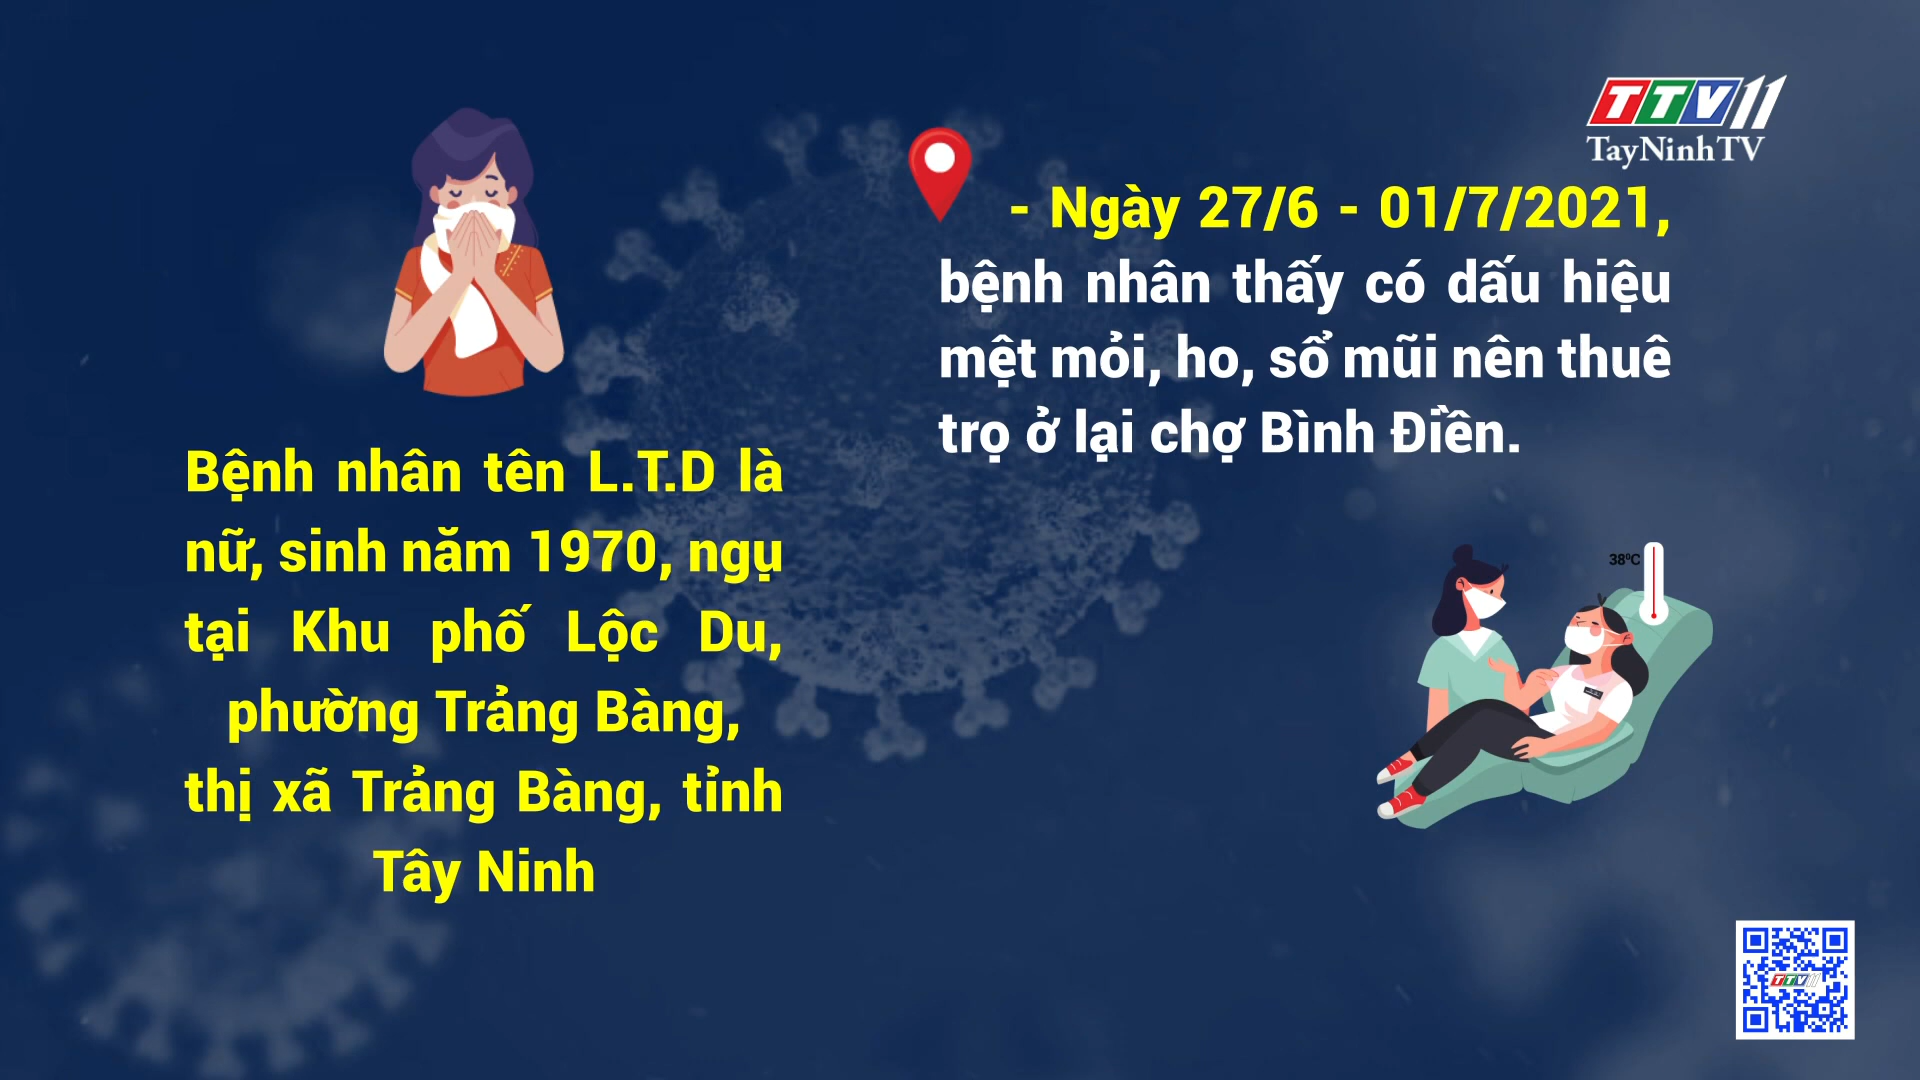 TTV11
TayNinhTV
- Ngày 27/6 - 01/7/2021,
bệnh nhân thấy có dấu hiệu
mệt mỏi, ho, sổ mũi nên thuê
trọ ở lại chợ Bình Điền.
Bệnh nhân tên L.T.D là
nữ, sinh năm 1970, ngụ
tại Khu phố Lộc Du,
phường Trảng Bàng,
thị xã Trảng Bàng, tỉnh
Tây Ninh
38°C
TTV11